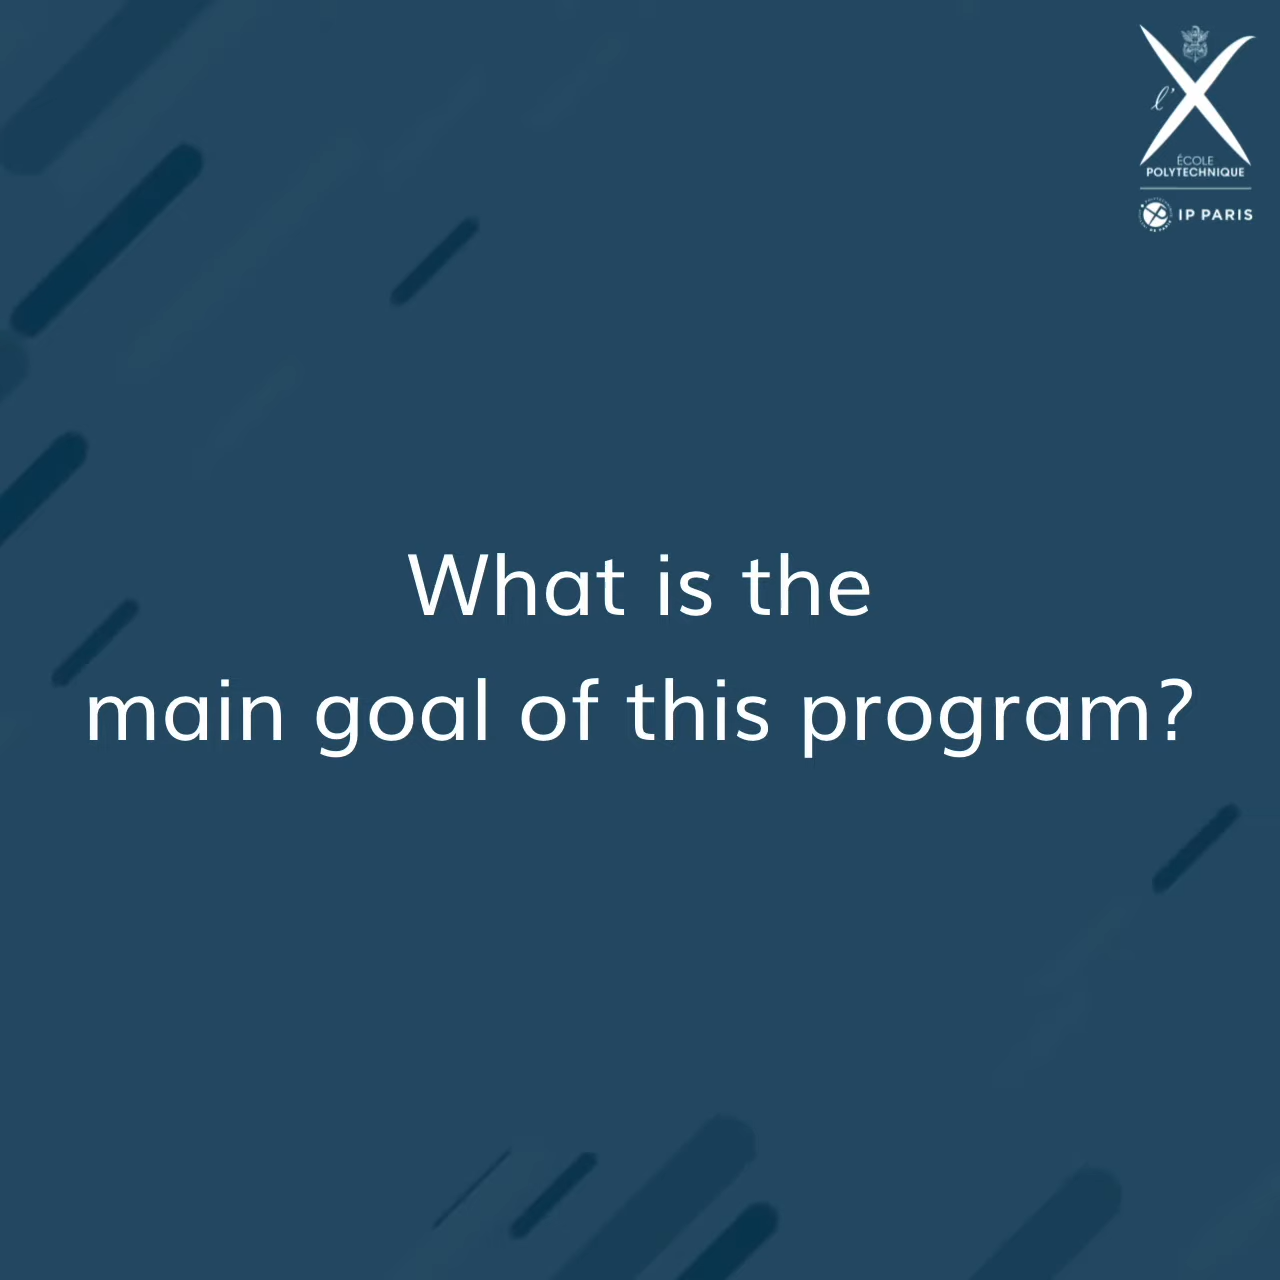 l'X
ÉCOLE
POLYTECHNIQUE
IP PARIS
What is the
main goal of this program?